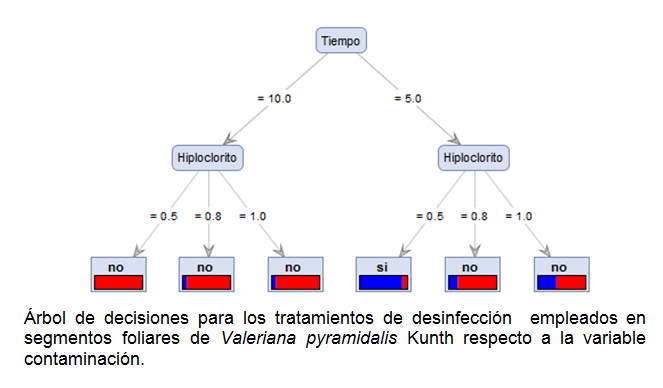 Tiempo
= 10.0 = 5.0
Hiploclorito Hiploclorito
= 0.5 = 0.8 = 1.0 = 0.5 = 0.8 = 1.0
no no no si no no
Árbol de decisiones para los tratamientos de desinfección empleados en
segmentos foliares de Valeriana pyramidalis Kunth respecto a la variable
contaminación.